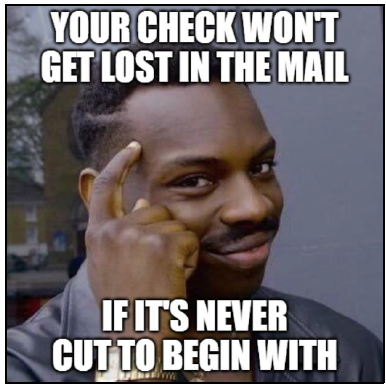 YOUR CHECK WON'T
GET LOST IN THE MAIL
IF IT'S NEVER
CUT TO BEGIN WITH